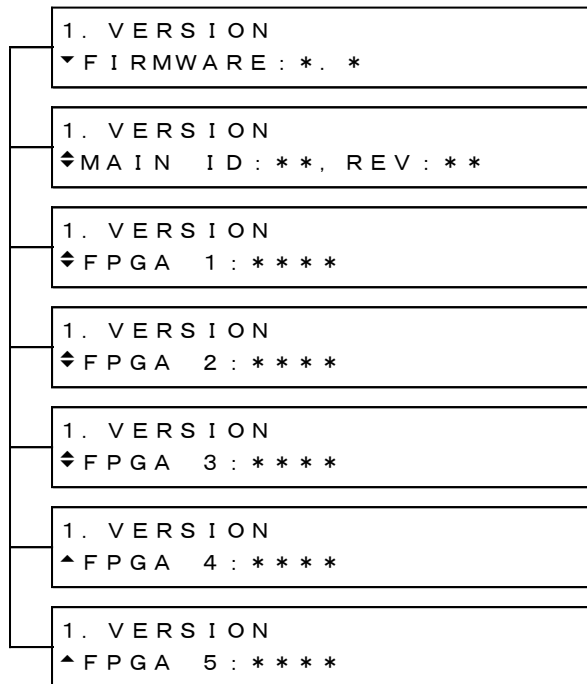 1. VERSION
▼FIRMWARE:*.*
1. VERSION
◆MAIN ID:**, REV:**
1. VERSION
◆FPGA 1:****
1. VERSION
◆FPGA 2:****
1. VERSION
◆FPGA 3:****
1. VERSION
▲FPGA 4:****
1. VERSION
▲FPGA 5:****